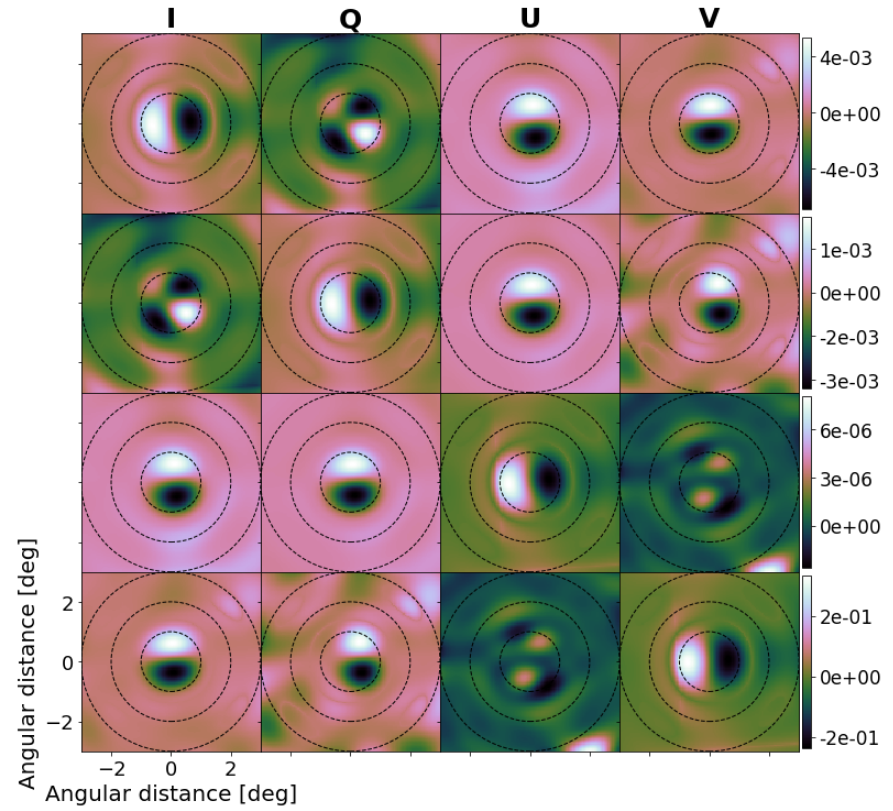 I Q U V
4e-03
0e+00
-4e-03
1e-03
0e+00
-2e-03
-3e-03
6e-06
3e-06
0e+00
2e-01
0e+00
-2e-01
2
0
−2
−2 0 2
Angular distance [deg]
Angular distance [deg]